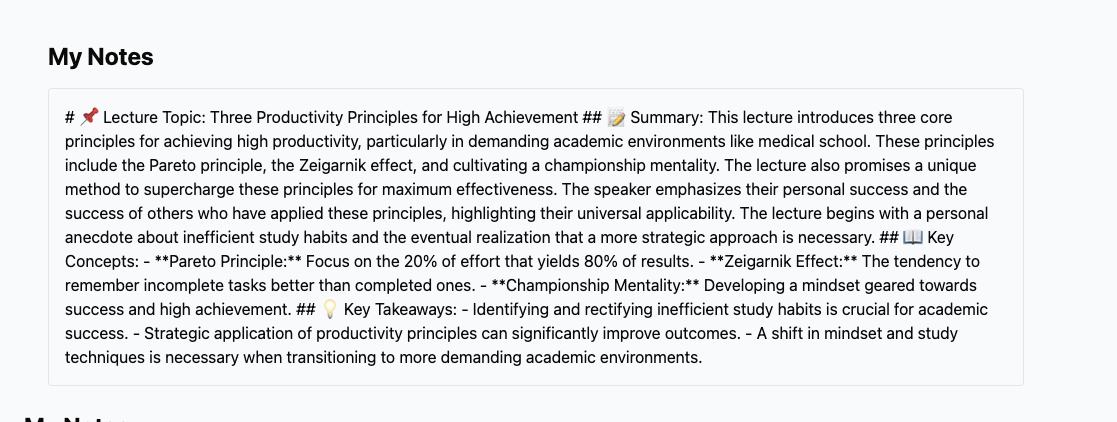 My Notes
# 📌 Lecture Topic: Three Productivity Principles for High Achievement ## 📝 Summary: This lecture introduces three core
principles for achieving high productivity, particularly in demanding academic environments like medical school. These principles
include the Pareto principle, the Zeigarnik effect, and cultivating a championship mentality. The lecture also promises a unique
method to supercharge these principles for maximum effectiveness. The speaker emphasizes their personal success and the
success of others who have applied these principles, highlighting their universal applicability. The lecture begins with a personal
anecdote about inefficient study habits and the eventual realization that a more strategic approach is necessary. ## 📖 Key
Concepts: - **Pareto Principle:** Focus on the 20% of effort that yields 80% of results. - **Zeigarnik Effect:** The tendency to
remember incomplete tasks better than completed ones. - **Championship Mentality:** Developing a mindset geared towards
success and high achievement. ## 💡 Key Takeaways: - Identifying and rectifying inefficient study habits is crucial for academic
success. - Strategic application of productivity principles can significantly improve outcomes. - A shift in mindset and study
techniques is necessary when transitioning to more demanding academic environments.
My Notes